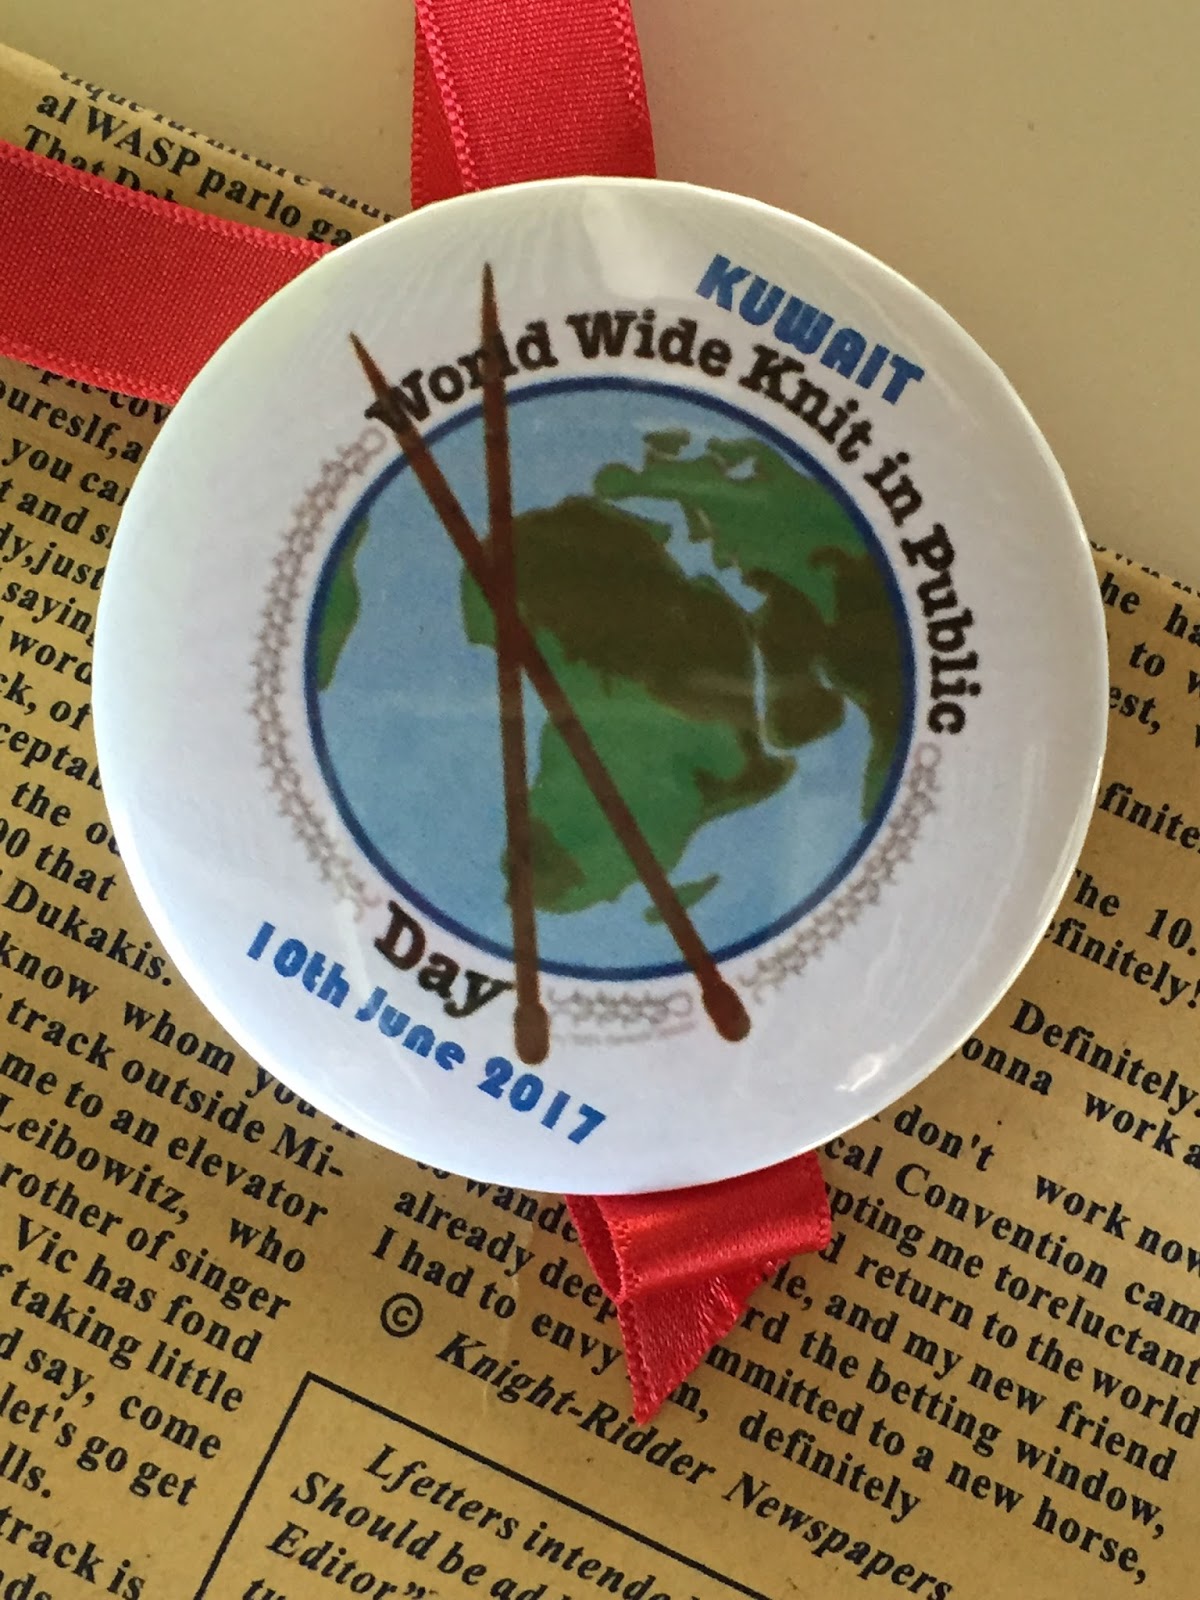 KUWAIT
World Wide Knit in Public
Day
10th June 2017
al WASP parlo
you
t and
dy,just
saying
word
ck, of
the
00 that
Dukakis.
know whom you
track outside Mi-
me to an elevator
Leibowitz, who
rother of singer
Vic has fond
taking little
d say, come
let's go get
lls.
track is
already deep
I had to envy
© Knight-Ridder Newspapers
Lfetters intende
Should be ad
Editor"
he ha
to w
est,
finite
The 10.
efinitely!
Definitely.
onna work a
don't work now
cal Convention cam
pting me toreluctant
d return to the world
le, and my new friend
rd the betting window,
mmitted to a new horse,
m, definitely